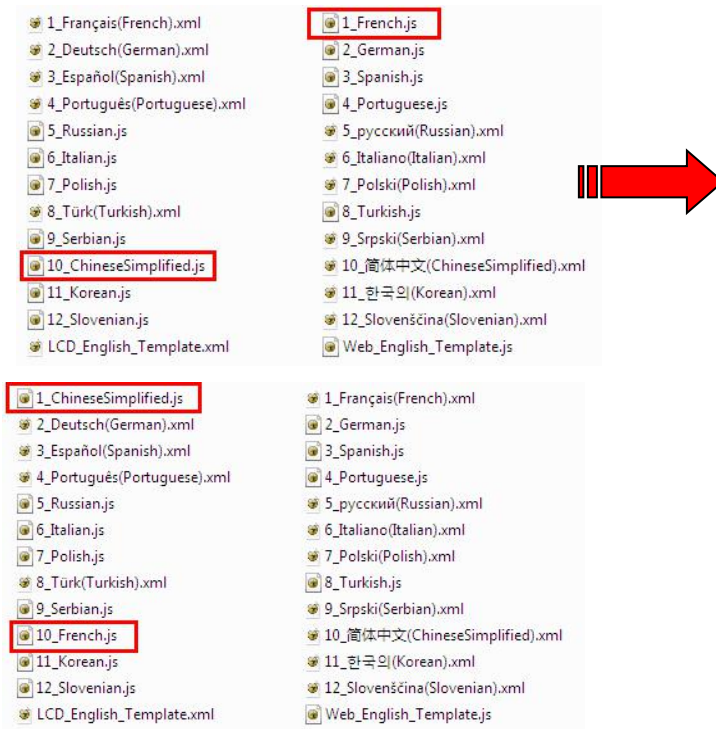 1_Français(French).xml
1_French.js
2_Deutsch(German).xml
2_German.js
3_Español(Spanish).xml
3_Spanish.js
4_Português(Portuguese).xml
4_Portuguese.js
5_Russian.js
5_русский(Russian).xml
6_Italian.js
6_Italiano(Italian).xml
7_Polish.js
7_Polski(Polish).xml
8_Türk(Turkish).xml
8_Turkish.js
9_Serbian.js
9_Srpski(Serbian).xml
10_ChineseSimplified.js
10_简体中文(ChineseSimplified).xml
11_Korean.js
11_한국의(Korean).xml
12_Slovenian.js
12_Slovenščina(Slovenian).xml
LCD_English_Template.xml
Web_English_Template.js
1_ChineseSimplified.js
1_Français(French).xml
2_Deutsch(German).xml
2_German.js
3_Español(Spanish).xml
3_Spanish.js
4_Português(Portuguese).xml
4_Portuguese.js
5_Russian.js
5_русский(Russian).xml
6_Italian.js
6_Italiano(Italian).xml
7_Polish.js
7_Polski(Polish).xml
8_Türk(Turkish).xml
8_Turkish.js
9_Serbian.js
9_Srpski(Serbian).xml
10_French.js
10_简体中文(ChineseSimplified).xml
11_Korean.js
11_한국의(Korean).xml
12_Slovenian.js
12_Slovenščina(Slovenian).xml
LCD_English_Template.xml
Web_English_Template.js